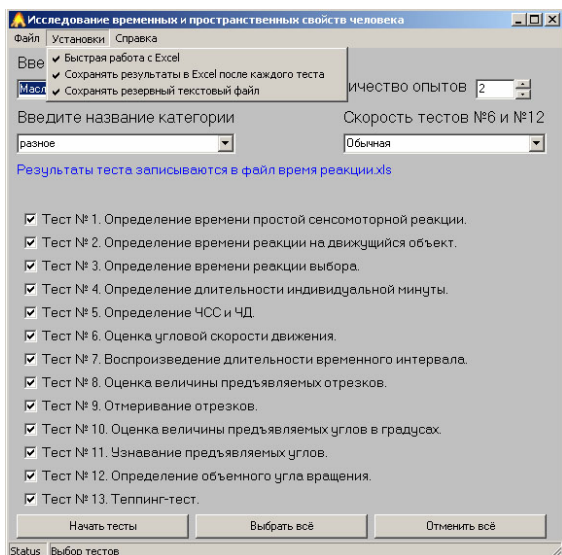 Исследование временных и пространственных свойств человека
Файл Установки Справка
Быстрая работа с Excel
Сохранять результаты в Excel после каждого теста
Сохранять резервный текстовый файл
Вве
Масл
ичество опытов 2
Введите название категории Скорость тестов №6 и №12
разное Обычная
Результаты теста записываются в файл время реакции.xls
Тест № 1. Определение времени простой сенсомоторной реакции.
Тест № 2. Определение времени реакции на движущийся объект.
Тест № 3. Определение времени реакции выбора.
Тест № 4. Определение длительности индивидуальной минуты.
Тест № 5. Определение ЧСС и ЧД.
Тест № 6. Оценка угловой скорости движения.
Тест № 7. Воспроизведение длительности временного интервала.
Тест № 8. Оценка величины предъявляемых отрезков.
Тест № 9. Отмеривание отрезков.
Тест № 10. Оценка величины предъявляемых углов в градусах.
Тест № 11. Узнавание предъявляемых углов.
Тест № 12. Определение объемного угла вращения.
Тест № 13. Теппинг-тест.
Начать тесты Выбрать всё Отменить всё
Status Выбор тестов